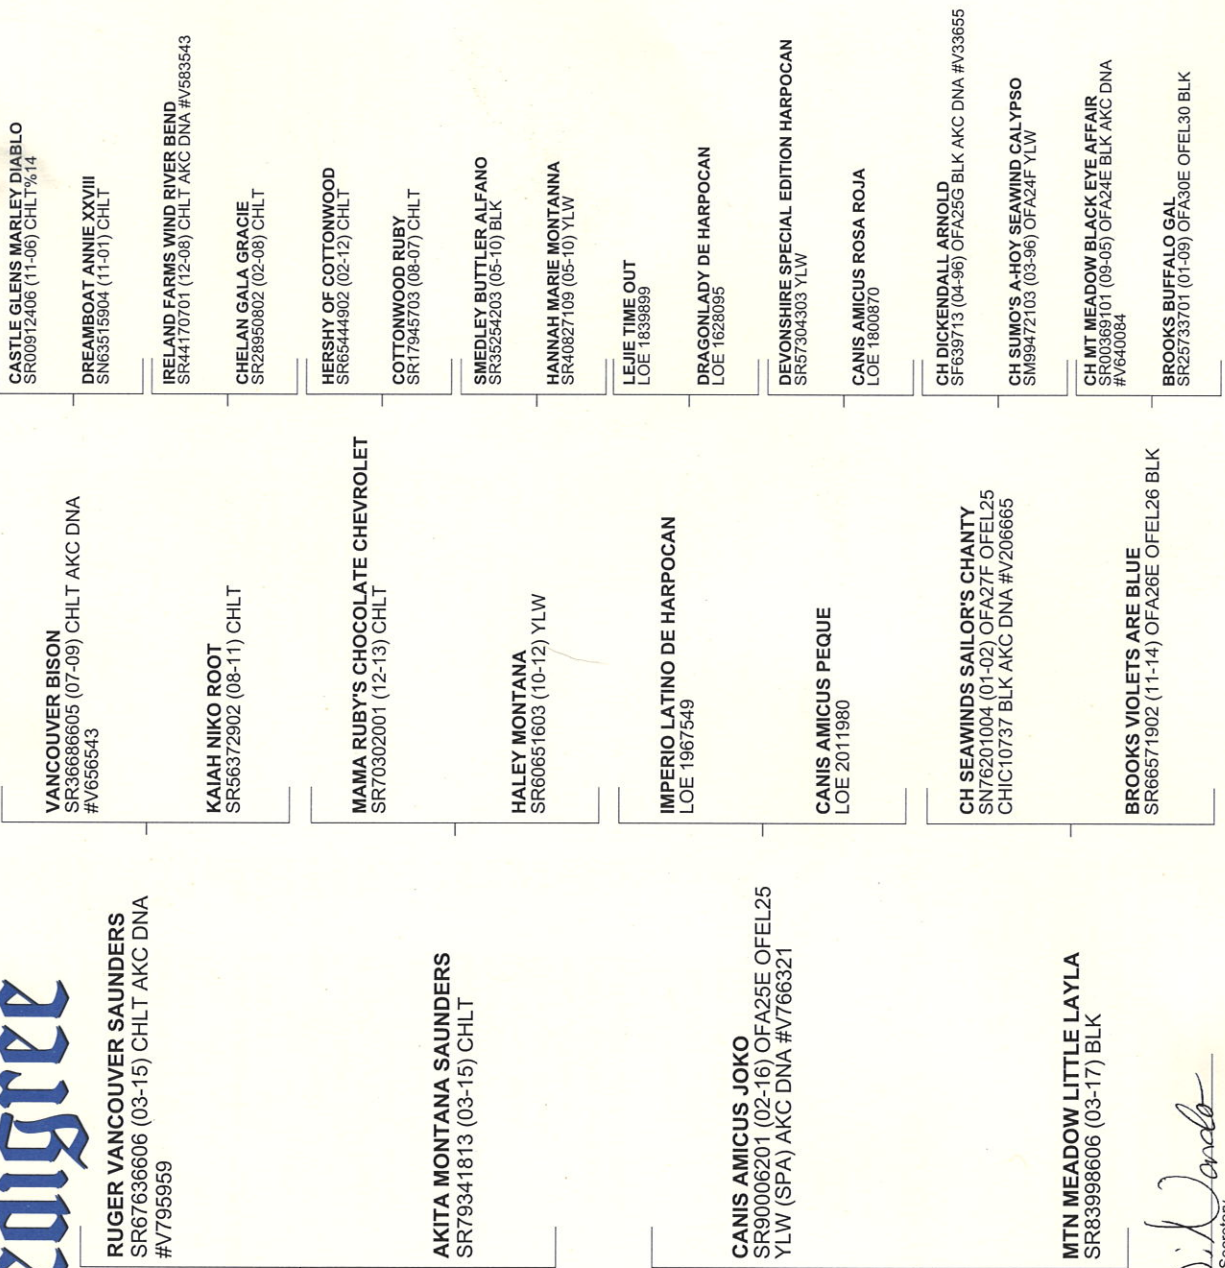 edigree
RUGER VANCOUVER SAUNDERS
SR67636606 (03-15) CHLT AKC DNA
#V795959
AKITA MONTANA SAUNDERS
SR79341813 (03-15) CHLT
CANIS AMICUS JOKO
SR90006201 (02-16) OFA25E OFEL25
YLW (SPA) AKC DNA #V766321
MTN MEADOW LITTLE LAYLA
SR83998606 (03-17) BLK
VANCOUVER BISON
SR36686605 (07-09) CHLT AKC DNA
#V656543
KAIAH NIKO ROOT
SR56372902 (08-11) CHLT
MAMA RUBY'S CHOCOLATE CHEVROLET
SR70302001 (12-13) CHLT
HALEY MONTANA
SR60651603 (10-12) YLW
IMPERIO LATINO DE HARPOCAN
LOE 1967549
CANIS AMICUS PEQUE
LOE 2011980
CH SEAWINDS SAILOR'S CHANTY
SN76201004 (01-02) OFA27F OFEL25
CHIC10737 BLK AKC DNA #V206665
BROOKS VIOLETS ARE BLUE
SR66571902 (11-14) OFA26E OFEL26 BLK
CASTLE GLENS MARLEY DIABLO
SR00912406 (11-06) CHLT%14
DREAMBOAT ANNIE XXVIII
SN63515904 (11-01) CHLT
IRELAND FARMS WIND RIVER BEND
SR44170701 (12-08) CHLT AKC DNA #V583543
CHELAN GALA GRACIE
SR28950802 (02-08) CHLT
HERSHY OF COTTONWOOD
SR65444902 (02-12) CHLT
COTTONWOOD RUBY
SR17945703 (08-07) CHLT
SMEDLEY BUTTLER ALFANO
SR35254203 (05-10) BLK
HANNAH MARIE MONTANNA
SR40827109 (05-10) YLW
LEJIE TIME OUT
LOE 1839899
DRAGONLADY DE HARPOCAN
LOE 1628095
DEVONSHIRE SPECIAL EDITION HARPOCAN
SR57304303 YLW
CANIS AMICUS ROSA ROJA
LOE 1800870
CH DICKENDALL ARNOLD
SF639713 (04-96) OFA25G BLK AKC DNA #V33655
CH SUMO'S A-HOY SEAWIND CALYPSO
SM99472103 (03-96) OFA24F YLW
CH MT MEADOW BLACK EYE AFFAIR
SR00369101 (09-05) OFA24E BLK AKC DNA
#V640084
BROOKS BUFFALO GAL
SR25733701 (01-09) OFA30E OFEL30 BLK
Secretary